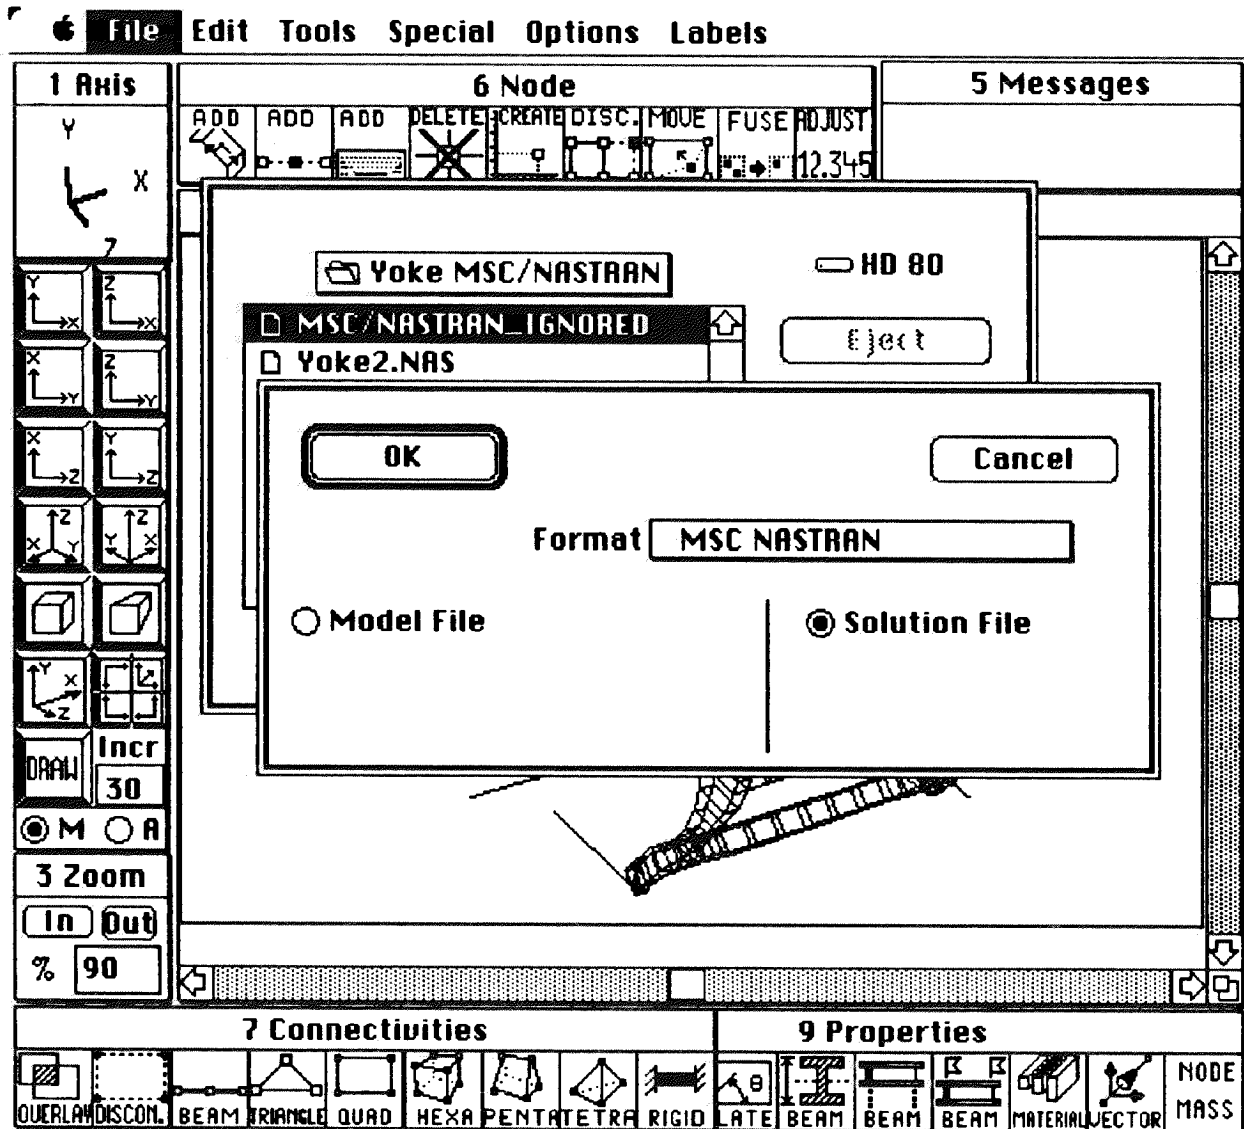 File Edit Tools Special Options Labels
1 Axis
6 Node
5 Messages
Y
X
Z
ADD ADD ADD DELETE CREATE DISC. MOVE FUSE ADJUST
12.345
Yoke MSC/NASTRAN
HD 80
MSC/NASTRAN_IGNORED
Yoke2.NAS
Eject
OK
Cancel
Format MSC NASTRAN
Model File
Solution File
Y X Z X
X Y Z Y
X Z Y Z
Z X Y Z Y X
Y X Z
DRAW
Incr
30
M A
3 Zoom
In Out
% 90
7 Connectivities
9 Properties
OVERLAY DISCON. BEAM TRIANGLE QUAD HEXA PENTA TETRA RIGID LATE BEAM BEAM BEAM MATERIAL VECTOR
θ
NODE
MASS